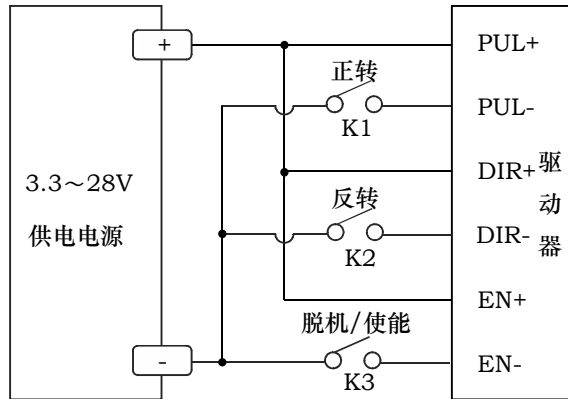 +
PUL+
正转
K1
PUL-
3.3～28V
供电电源
DIR+
驱动器
反转
K2
DIR-
EN+
脱机/使能
-
K3
EN-